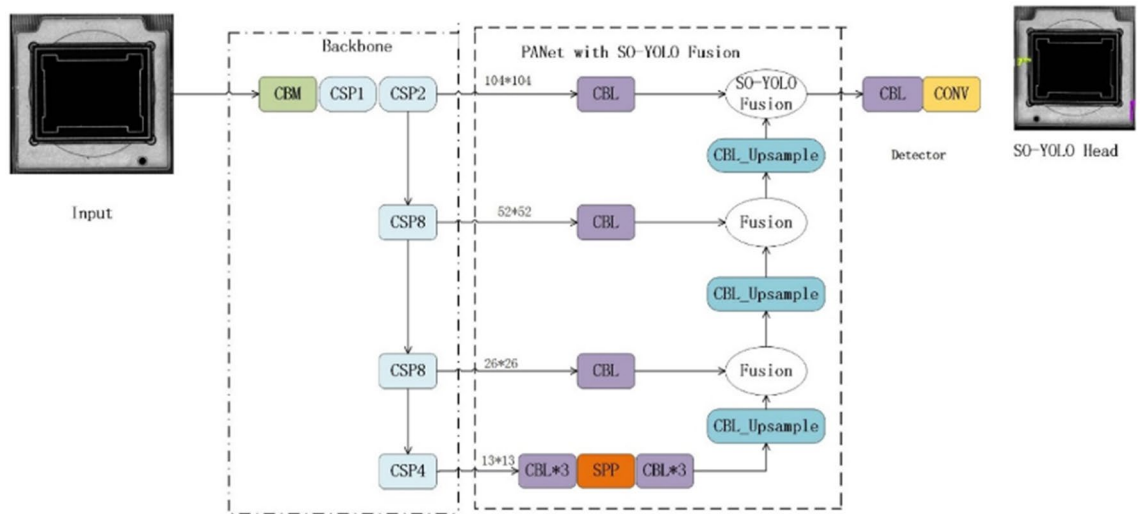 Backbone
PANet with SO-YOLO Fusion
Input
CBM
CSP1
CSP2
104*104
CBL
SO-YOLO
Fusion
CBL
CONV
Detector
SO-YOLO Head
CBL_Upsample
CSP8
52*52
CBL
Fusion
CBL_Upsample
CSP8
26*26
CBL
Fusion
CBL_Upsample
CSP4
13*13
CBL*3
SPP
CBL*3